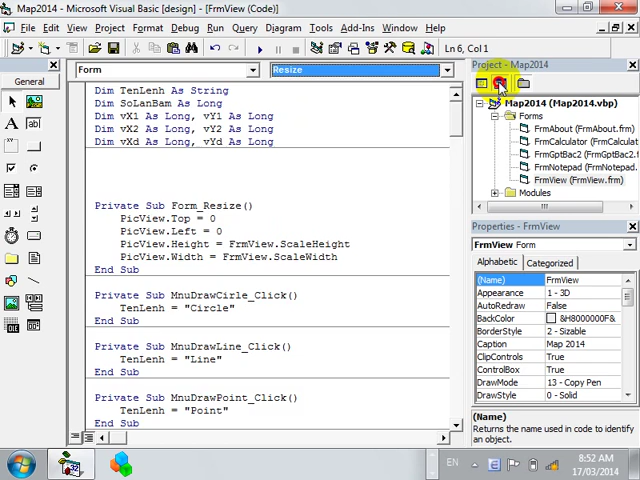 Map2014 - Microsoft Visual Basic [design] - [FrmView (Code)]
File Edit View Project Format Debug Run Query Diagram Tools Add-Ins Window Help
Ln 6, Col 1
General
Form
Resize
Dim TenLenh As String
Dim SoLanBam As Long
Dim vX1 As Long, vY1 As Long
Dim vX2 As Long, vY2 As Long
Dim vXd As Long, vYd As Long
Private Sub Form_Resize()
PicView.Top = 0
PicView.Left = 0
PicView.Height = FrmView.ScaleHeight
PicView.Width = FrmView.ScaleWidth
End Sub
Private Sub MnuDrawCirle_Click()
TenLenh = "Circle"
End Sub
Private Sub MnuDrawLine_Click()
TenLenh = "Line"
End Sub
Private Sub MnuDrawPoint_Click()
TenLenh = "Point"
End Sub
Project - Map2014
Map2014 (Map2014.vbp)
Forms
FrmAbout (FrmAbout.frm)
FrmCalculator (FrmCalculat
FrmGptBac2 (FrmGptBac2.f
FrmNotepad (FrmNotepad.
FrmView (FrmView.frm)
Modules
Properties - FrmView
FrmView Form
Alphabetic Categorized
(Name) FrmView
Appearance 1 - 3D
AutoRedraw False
BackColor &H8000000F&
BorderStyle 2 - Sizable
Caption Map 2014
ClipControls True
ControlBox True
DrawMode 13 - Copy Pen
DrawStyle 0 - Solid
(Name)
Returns the name used in code to identify
an object.
EN
8:52 AM
17/03/2014